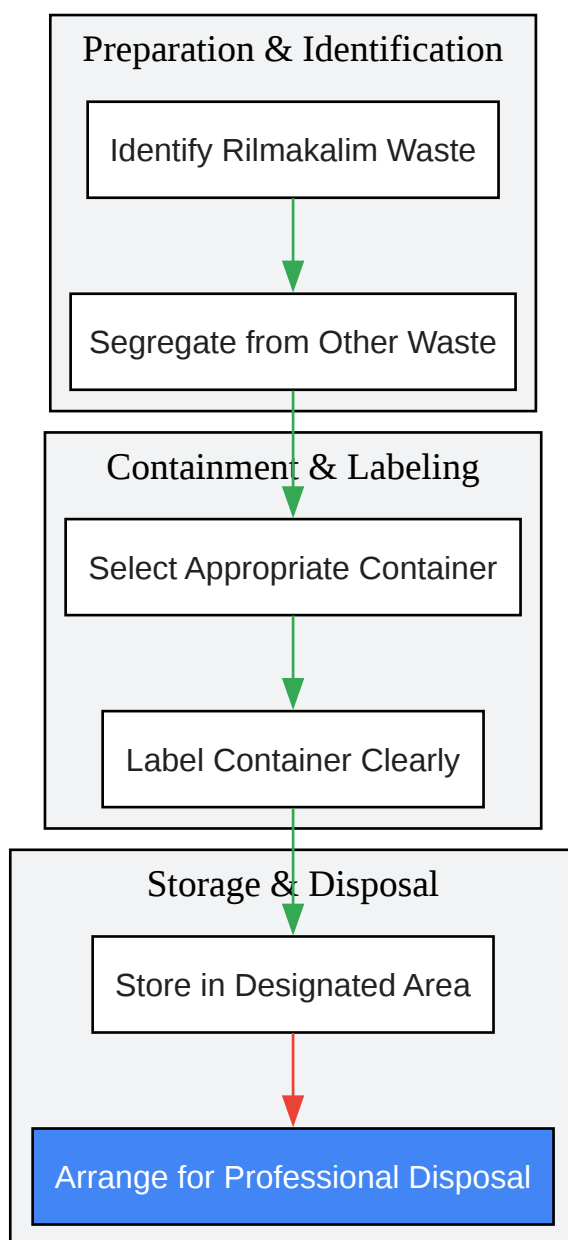 Preparation & Identification
Identify Rilmakalim Waste
Segregate from Other Waste
Containment & Labeling
Select Appropriate Container
Label Container Clearly
Storage & Disposal
Store in Designated Area
Arrange for Professional Disposal